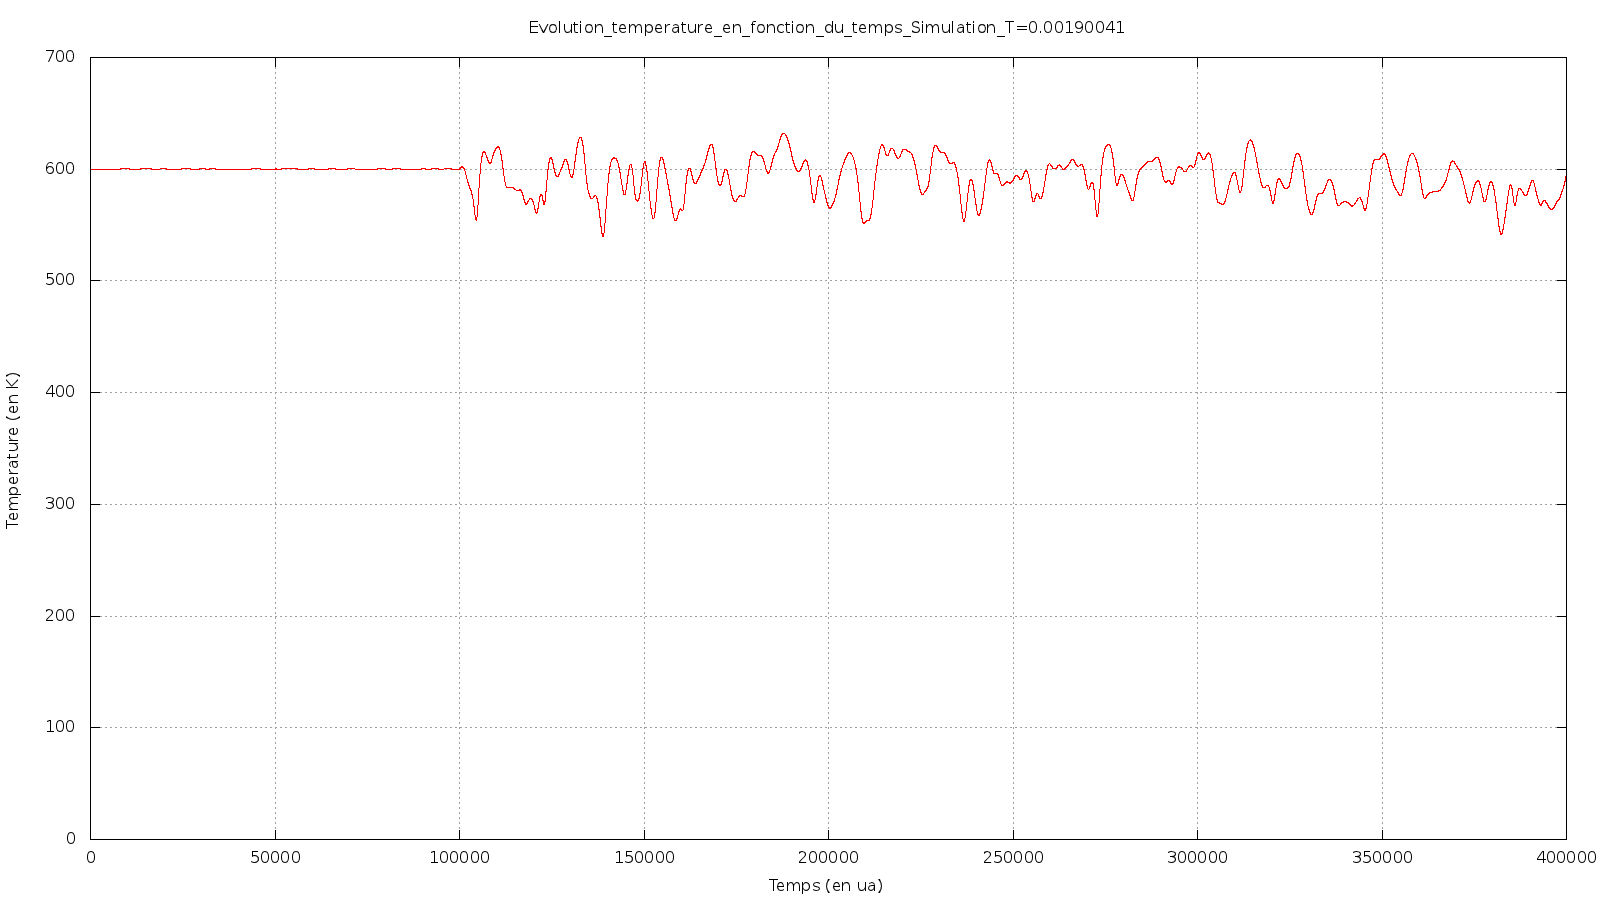 Evolution_temperature_en_fonction_du_temps_Simulation_T=0.00190041
700
600
500
400
300
200
100
0
Temperature (en K)
0 50000 100000 150000 200000 250000 300000 350000 400000
Temps (en ua)